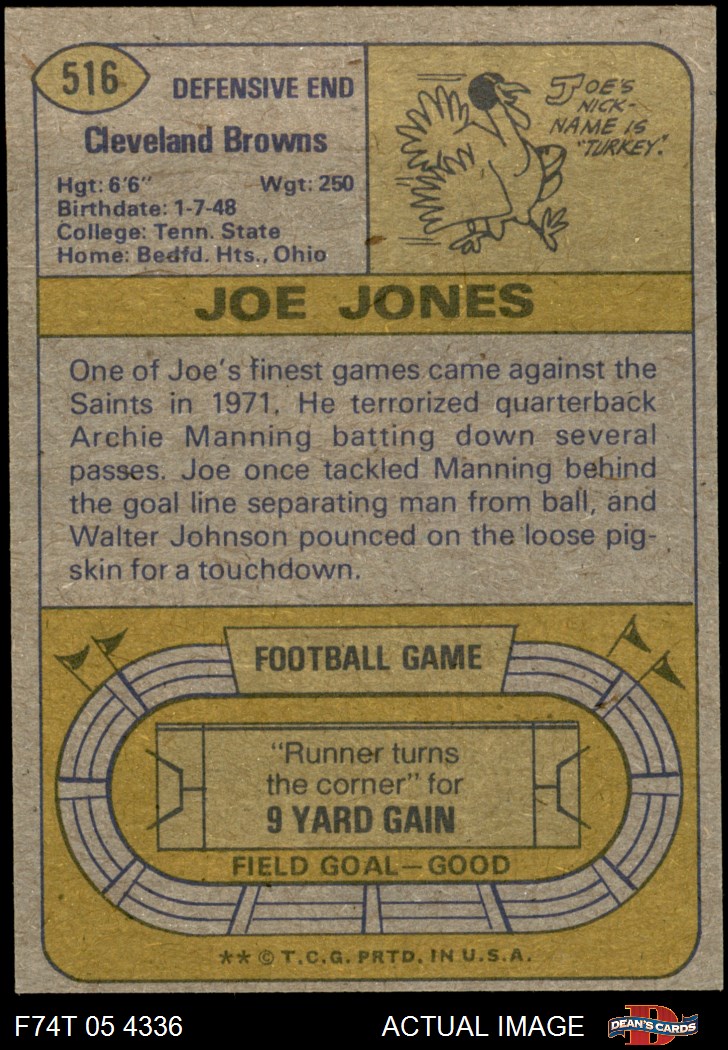 516
DEFENSIVE END
Cleveland Browns
Hgt: 6'6" Wgt: 250
Birthdate: 1-7-48
College: Tenn. State
Home: Bedfd. Hts., Ohio
JOE'S
NICK-
NAME IS
"TURKEY".
JOE JONES
One of Joe's finest games came against the
Saints in 1971. He terrorized quarterback
Archie Manning batting down several
passes. Joe once tackled Manning behind
the goal line separating man from ball, and
Walter Johnson pounced on the loose pig-
skin for a touchdown.
FOOTBALL GAME
"Runner turns
the corner" for
9 YARD GAIN
FIELD GOAL—GOOD
** © T.C.G. PRTD. IN U.S.A.
F74T 05 4336 ACTUAL IMAGE
D
DEAN'S CARDS